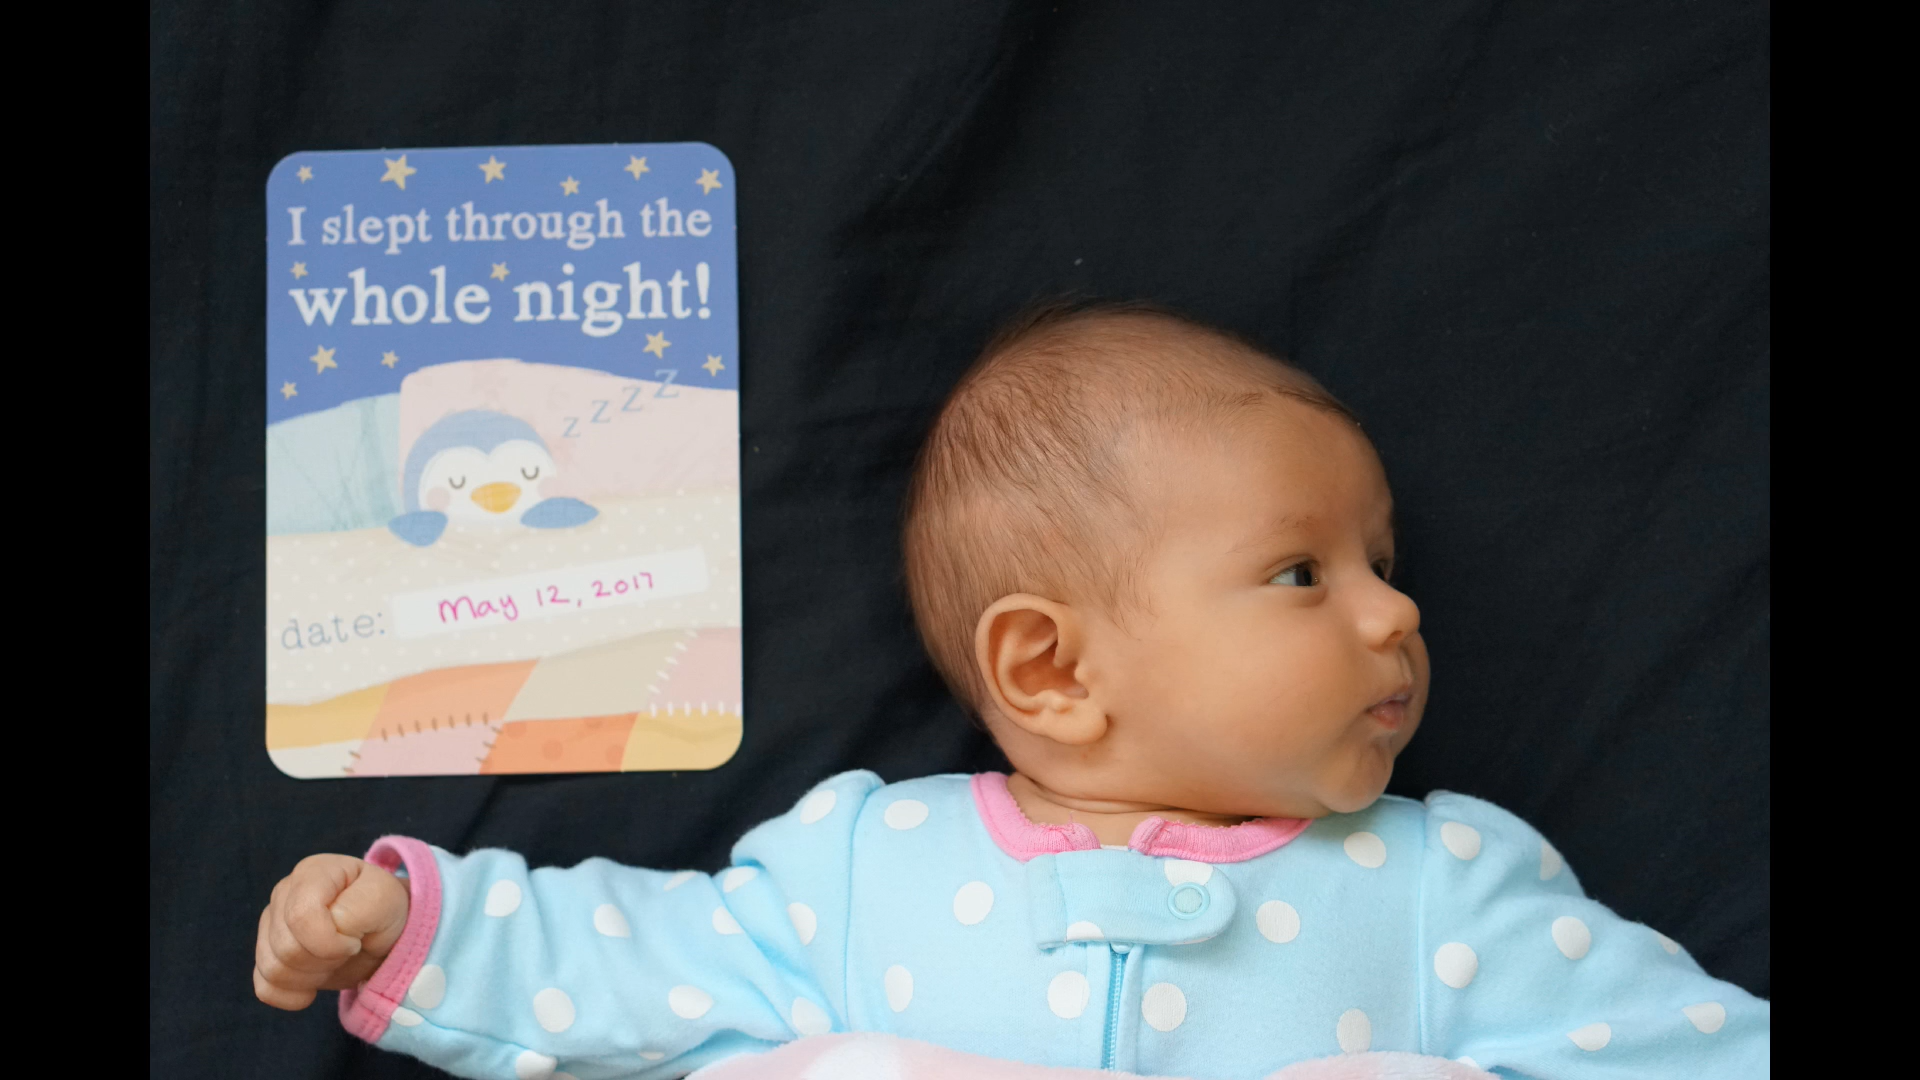 I slept through the
whole night!
z z z z
date: May 12, 2017